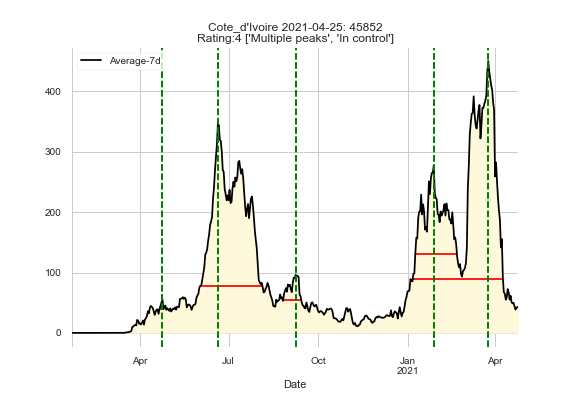 Cote_d'Ivoire 2021-04-25: 45852
Rating:4 ['Multiple peaks', 'In control']
Average-7d
400
300
200
100
0
Apr
Jul
Oct
Jan
2021
Apr
Date